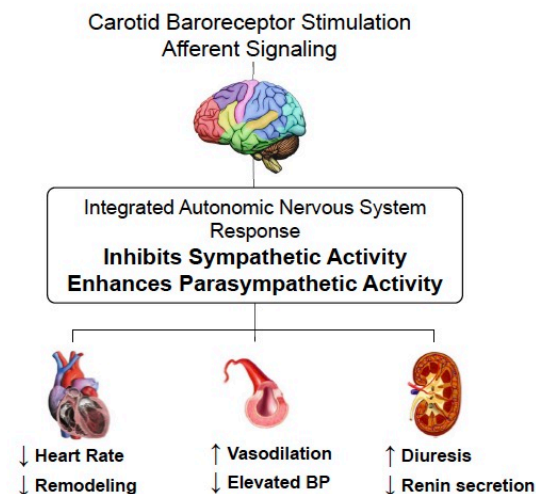 Carotid Baroreceptor Stimulation
Afferent Signaling
Integrated Autonomic Nervous System
Response
Inhibits Sympathetic Activity
Enhances Parasympathetic Activity
↓ Heart Rate
↓ Remodeling
↑ Vasodilation
↓ Elevated BP
↑ Diuresis
↓ Renin secretion